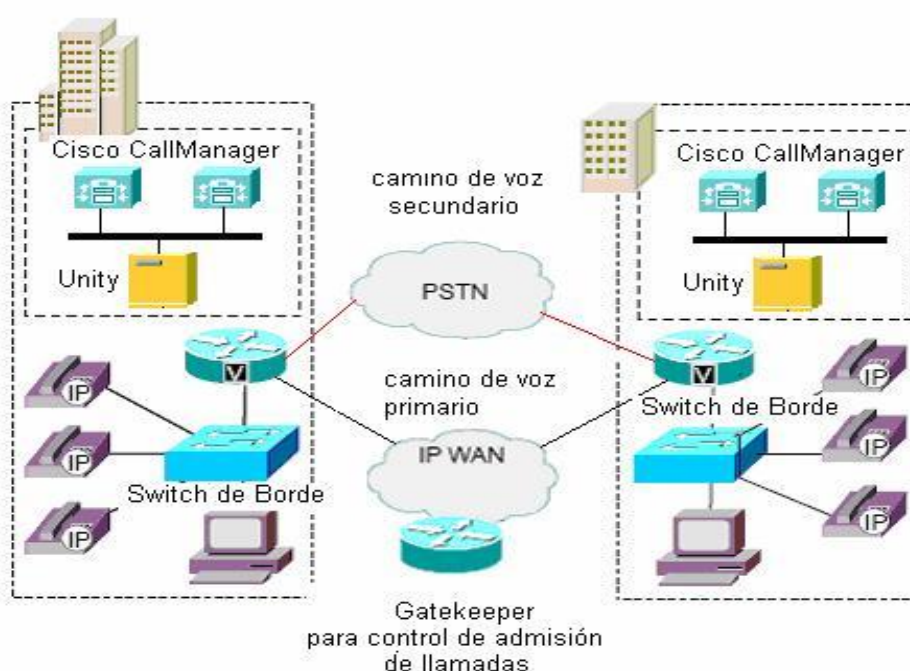 Cisco CallManager
Unity
camino de voz
secundario
PSTN
Cisco CallManager
Unity
V
camino de voz
primario
V
Switch de Borde
IP
IP
IP
Switch de Borde
IP WAN
IP
IP
IP
Gatekeeper
para control de admisión
de llamadas